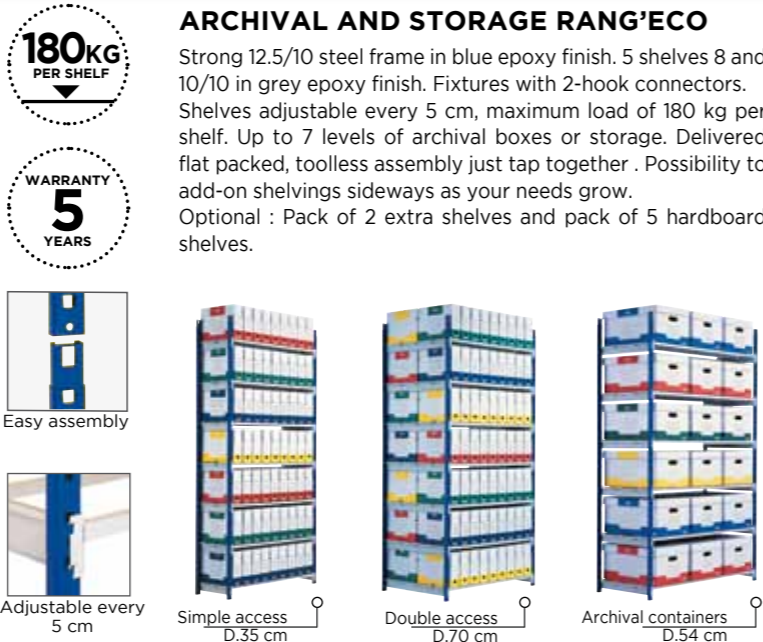 180KG
PER SHELF
WARRANTY
5
YEARS
ARCHIVAL AND STORAGE RANG'ECO
Strong 12.5/10 steel frame in blue epoxy finish. 5 shelves 8 and
10/10 in grey epoxy finish. Fixtures with 2-hook connectors.
Shelves adjustable every 5 cm, maximum load of 180 kg per
shelf. Up to 7 levels of archival boxes or storage. Delivered
flat packed, toolless assembly just tap together . Possibility to
add-on shelvings sideways as your needs grow.
Optional : Pack of 2 extra shelves and pack of 5 hardboard
shelves.
Easy assembly
Adjustable every
5 cm
Simple access
D.35 cm
Double access
D.70 cm
Archival containers
D.54 cm